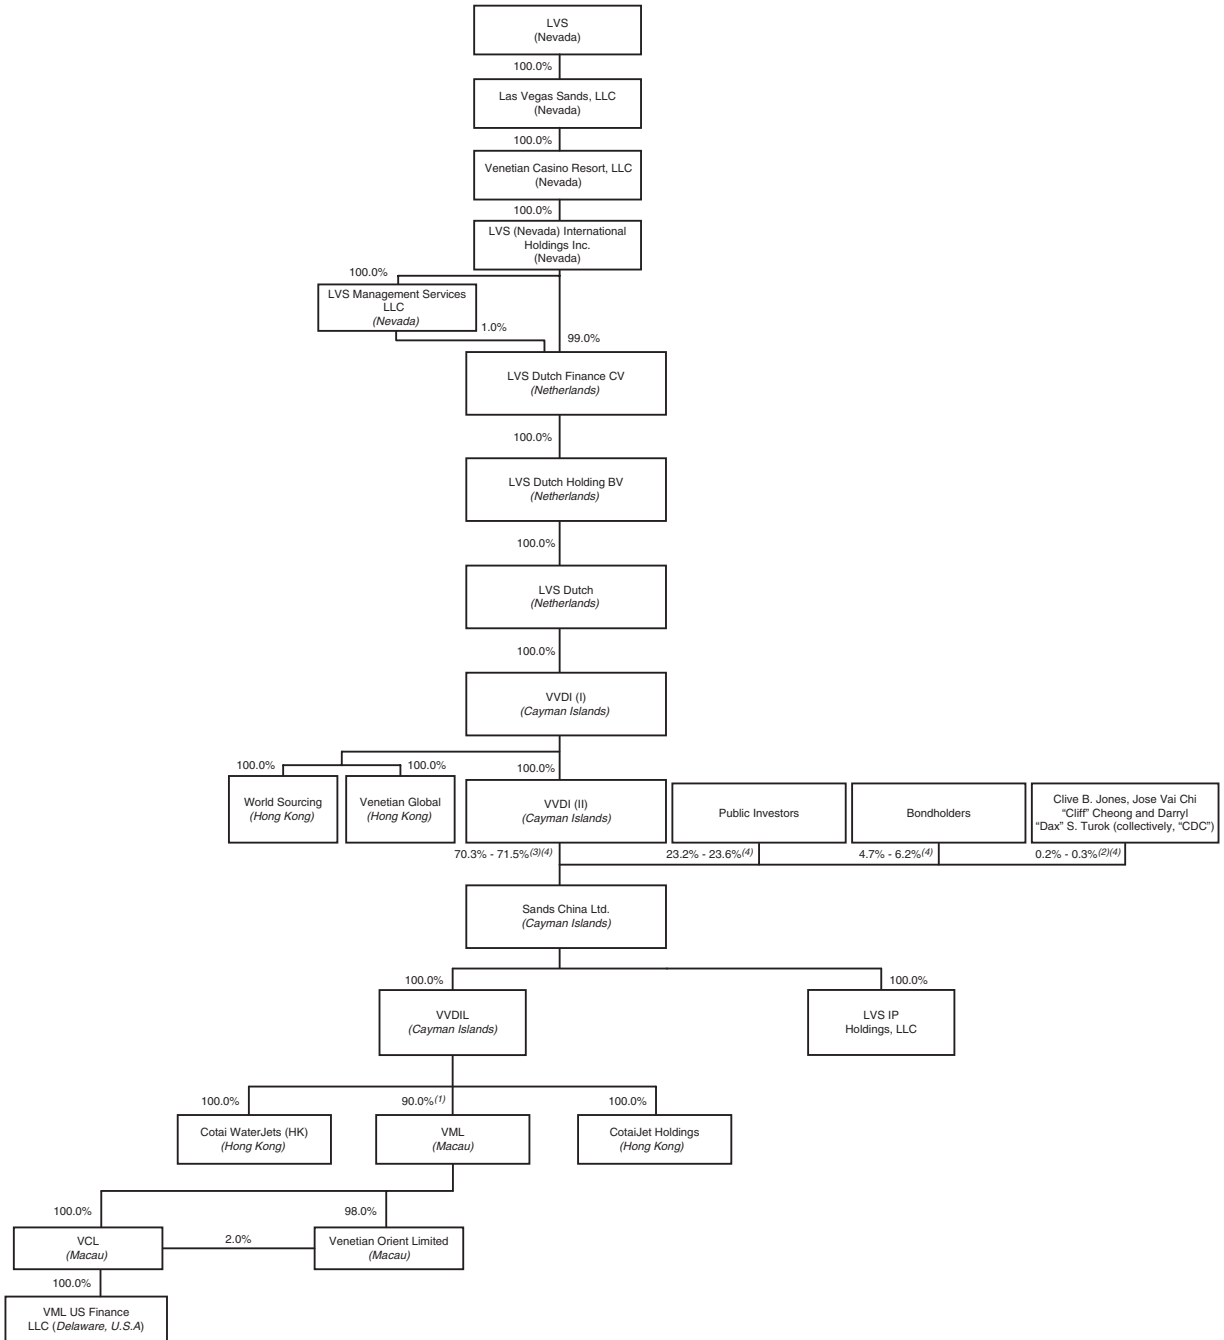 LVS
(Nevada)
100.0%
Las Vegas Sands, LLC
(Nevada)
100.0%
Venetian Casino Resort, LLC
(Nevada)
100.0%
LVS (Nevada) International
Holdings Inc.
(Nevada)
100.0%
LVS Management Services
LLC
(Nevada)
1.0%
99.0%
LVS Dutch Finance CV
(Netherlands)
100.0%
LVS Dutch Holding BV
(Netherlands)
100.0%
LVS Dutch
(Netherlands)
100.0%
VVDI (I)
(Cayman Islands)
100.0%
100.0%
100.0%
World Sourcing
(Hong Kong)
Venetian Global
(Hong Kong)
VVDI (II)
(Cayman Islands)
Public Investors
Bondholders
Clive B. Jones, Jose Vai Chi
“Cliff” Cheong and Darryl
“Dax” S. Turok (collectively, “CDC”)
70.3% - 71.5%(3)(4)
23.2% - 23.6%(4)
4.7% - 6.2%(4)
0.2% - 0.3%(2)(4)
Sands China Ltd.
(Cayman Islands)
100.0%
100.0%
VVDIL
(Cayman Islands)
LVS IP
Holdings, LLC
100.0%
90.0%(1)
100.0%
Cotai WaterJets (HK)
(Hong Kong)
VML
(Macau)
CotaiJet Holdings
(Hong Kong)
100.0%
98.0%
VCL
(Macau)
2.0%
Venetian Orient Limited
(Macau)
100.0%
VML US Finance
LLC (Delaware, U.S.A)